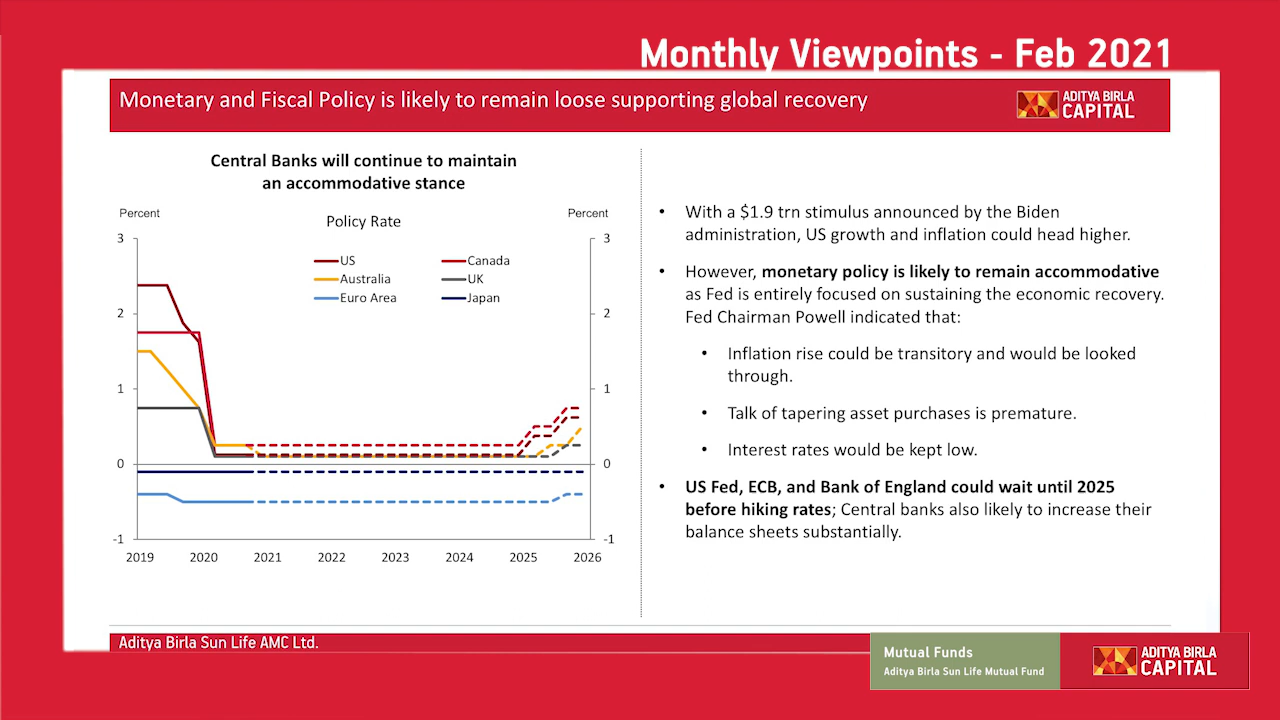 Monthly Viewpoints - Feb 2021
Monetary and Fiscal Policy is likely to remain loose supporting global recovery
ADITYA BIRLA
CAPITAL
Central Banks will continue to maintain
an accommodative stance
Percent
Policy Rate
Percent
3
3
US
Canada
Australia
UK
Euro Area
Japan
2
2
1
1
0
0
-1
-1
2019
2020
2021
2022
2023
2024
2025
2026
• With a $1.9 trn stimulus announced by the Biden
administration, US growth and inflation could head higher.
• However, monetary policy is likely to remain accommodative
as Fed is entirely focused on sustaining the economic recovery.
Fed Chairman Powell indicated that:
• Inflation rise could be transitory and would be looked
through.
• Talk of tapering asset purchases is premature.
• Interest rates would be kept low.
• US Fed, ECB, and Bank of England could wait until 2025
before hiking rates; Central banks also likely to increase their
balance sheets substantially.
Aditya Birla Sun Life AMC Ltd.
Mutual Funds
Aditya Birla Sun Life Mutual Fund
ADITYA BIRLA
CAPITAL